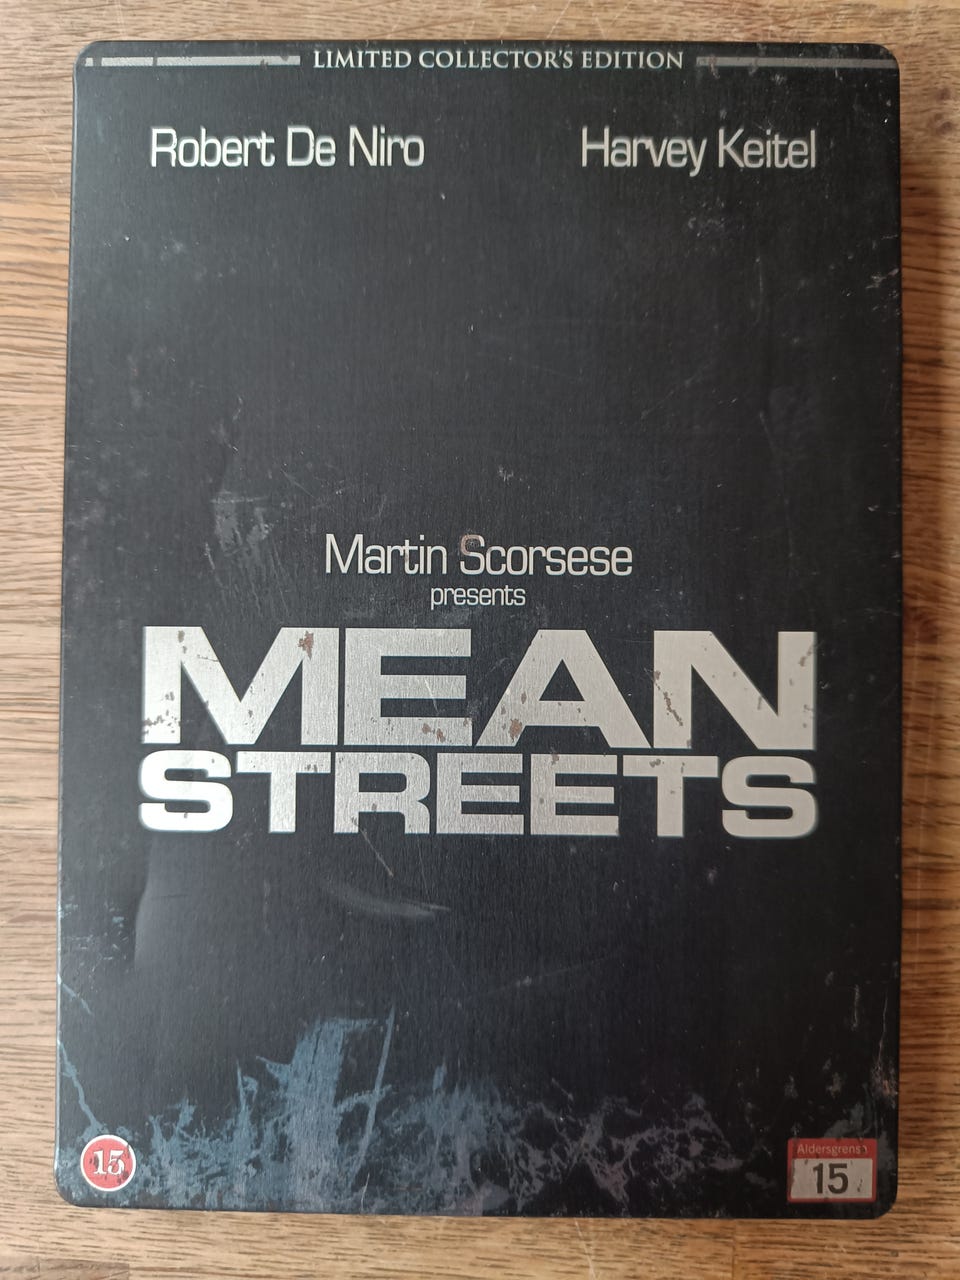 LIMITED COLLECTOR'S EDITION
Robert De Niro Harvey Keitel
Martin Scorsese
presents
MEAN
STREETS
15
Aldersgrense
15